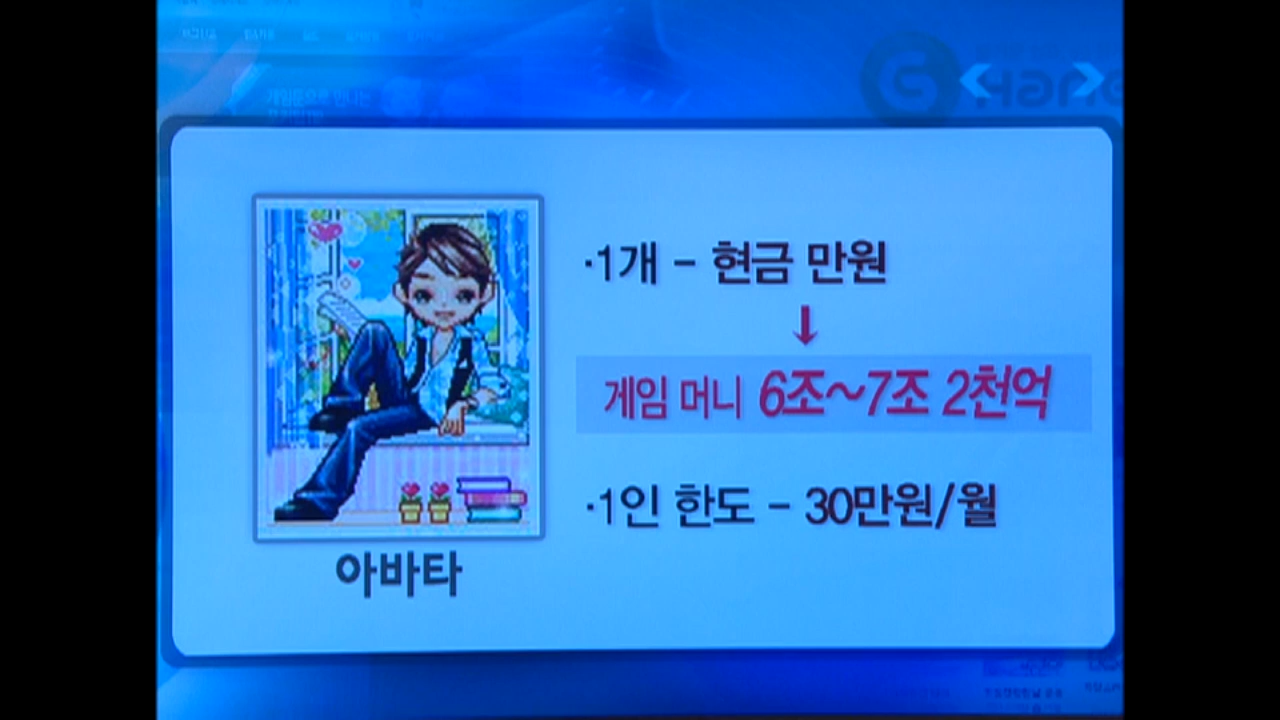 ·1개 - 현금 만원
↓
게임 머니 6조~7조 2천억
·1인 한도 - 30만원/월
아바타